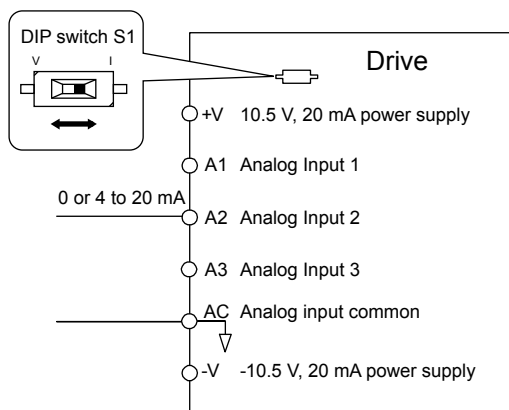 DIP switch S1
V I
Drive
+V 10.5 V, 20 mA power supply
A1 Analog Input 1
0 or 4 to 20 mA
A2 Analog Input 2
A3 Analog Input 3
AC Analog input common
-V -10.5 V, 20 mA power supply